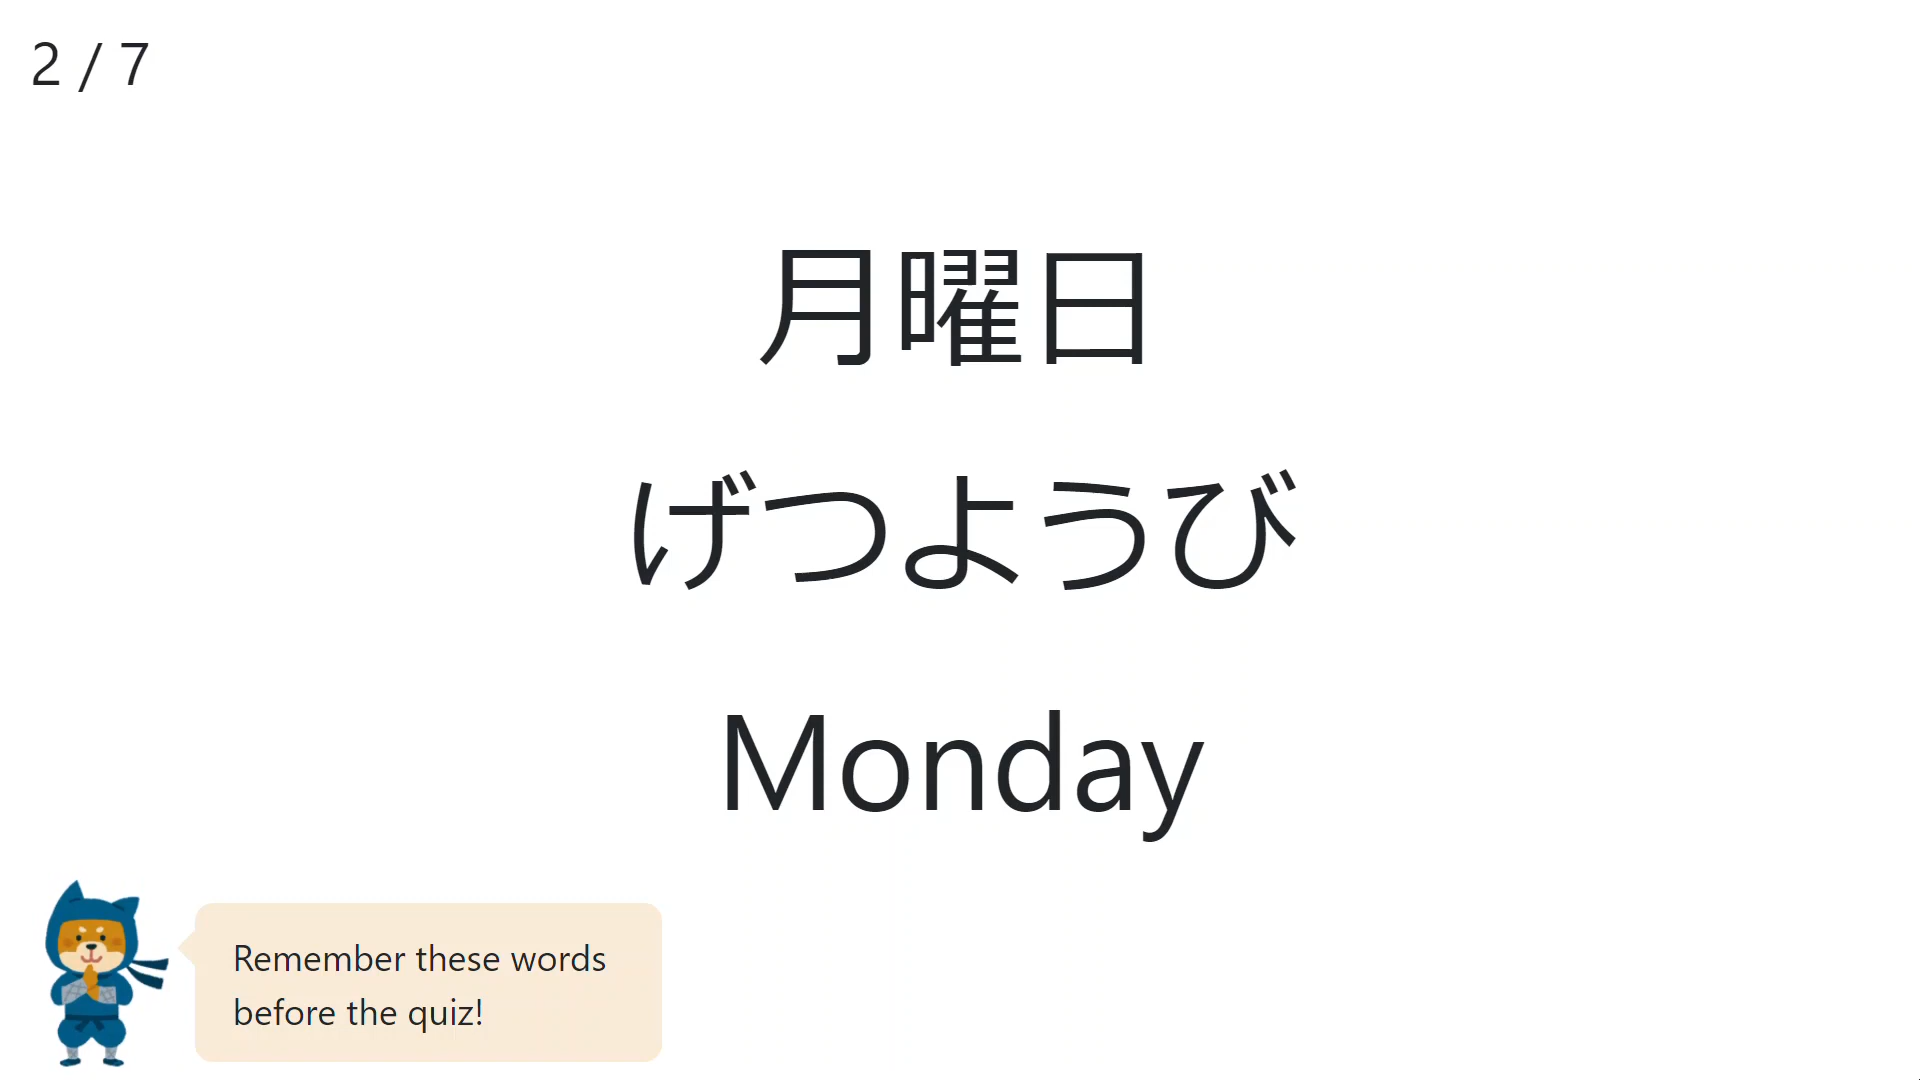 2 / 7
月曜日
げつようび
Monday
Remember these words
before the quiz!